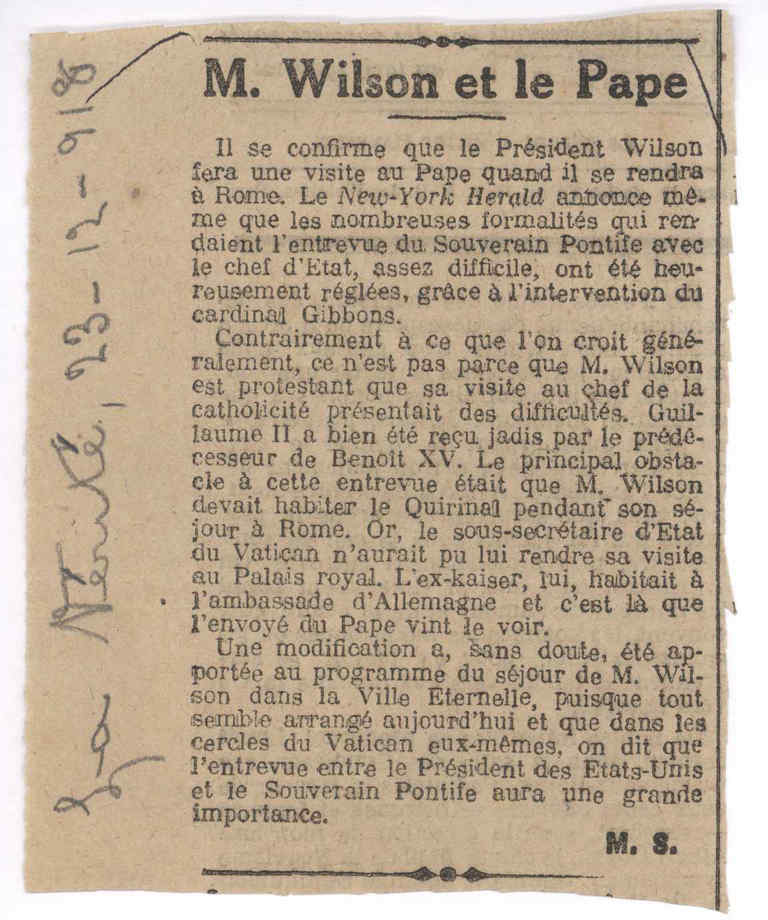 M. Wilson et le Pape
Il se confirme que le Président Wilson
fera une visite au Pape quand il se rendra
à Rome. Le New-York Herald annonce mê-
me que les nombreuses formalités qui ren-
daient l'entrevue du Souverain Pontife avec
le chef d'Etat, assez difficile, ont été heu-
reusement réglées, grâce à l'intervention du
cardinal Gibbons.
Contrairement à ce que l'on croit géné-
ralement, ce n'est pas parce que M. Wilson
est protestant que sa visite au chef de la
catholicité présentait des difficultés. Guil-
laume II a bien été reçu jadis par le prédé-
cesseur de Benoît XV. Le principal obsta-
cle à cette entrevue était que M. Wilson
devait habiter le Quirinal pendant son sé-
jour à Rome. Or, le sous-secrétaire d'Etat
du Vatican n'aurait pu lui rendre sa visite
au Palais royal. L'ex-kaiser, lui, habitait à
l'ambassade d'Allemagne et c'est là que
l'envoyé du Pape vint le voir.
Une modification a, sans doute, été ap-
portée au programme du séjour de M. Wil-
son dans la Ville Eternelle, puisque tout
semble arrangé aujourd'hui et que dans les
cercles du Vatican eux-mêmes, on dit que
l'entrevue entre le Président des Etats-Unis
et le Souverain Pontife aura une grande
importance.
M. S.
La Vérité, 23-12-918